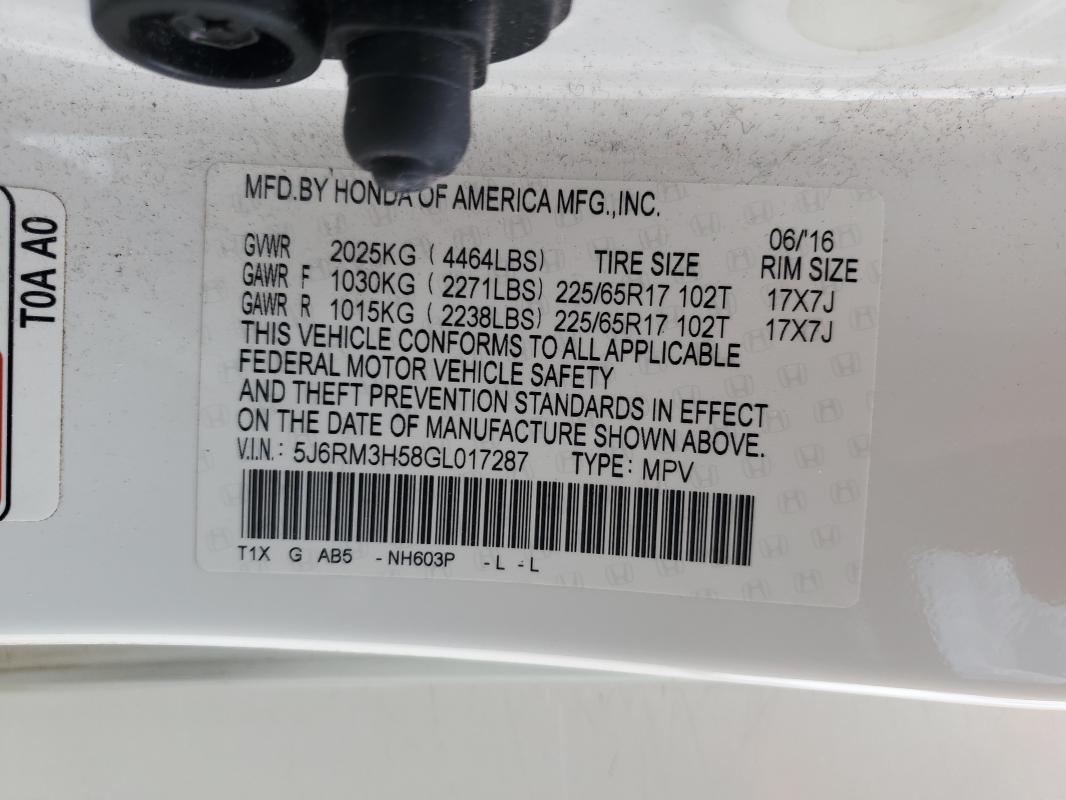 MFD.BY HONDA OF AMERICA MFG.,INC.
06/'16
GVWR 2025KG (4464LBS) TIRE SIZE RIM SIZE
GAWR F 1030KG (2271LBS) 225/65R17 102T 17X7J
GAWR R 1015KG (2238LBS) 225/65R17 102T 17X7J
THIS VEHICLE CONFORMS TO ALL APPLICABLE
FEDERAL MOTOR VEHICLE SAFETY
AND THEFT PREVENTION STANDARDS IN EFFECT
ON THE DATE OF MANUFACTURE SHOWN ABOVE.
V.I.N.: 5J6RM3H58GL017287 TYPE: MPV
T1X G AB5 -NH603P -L -L
T0A A0